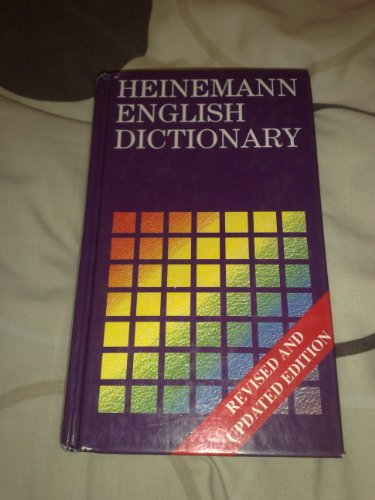 HEINEMANN
ENGLISH
DICTIONARY
REVISED AND
UPDATED EDITION